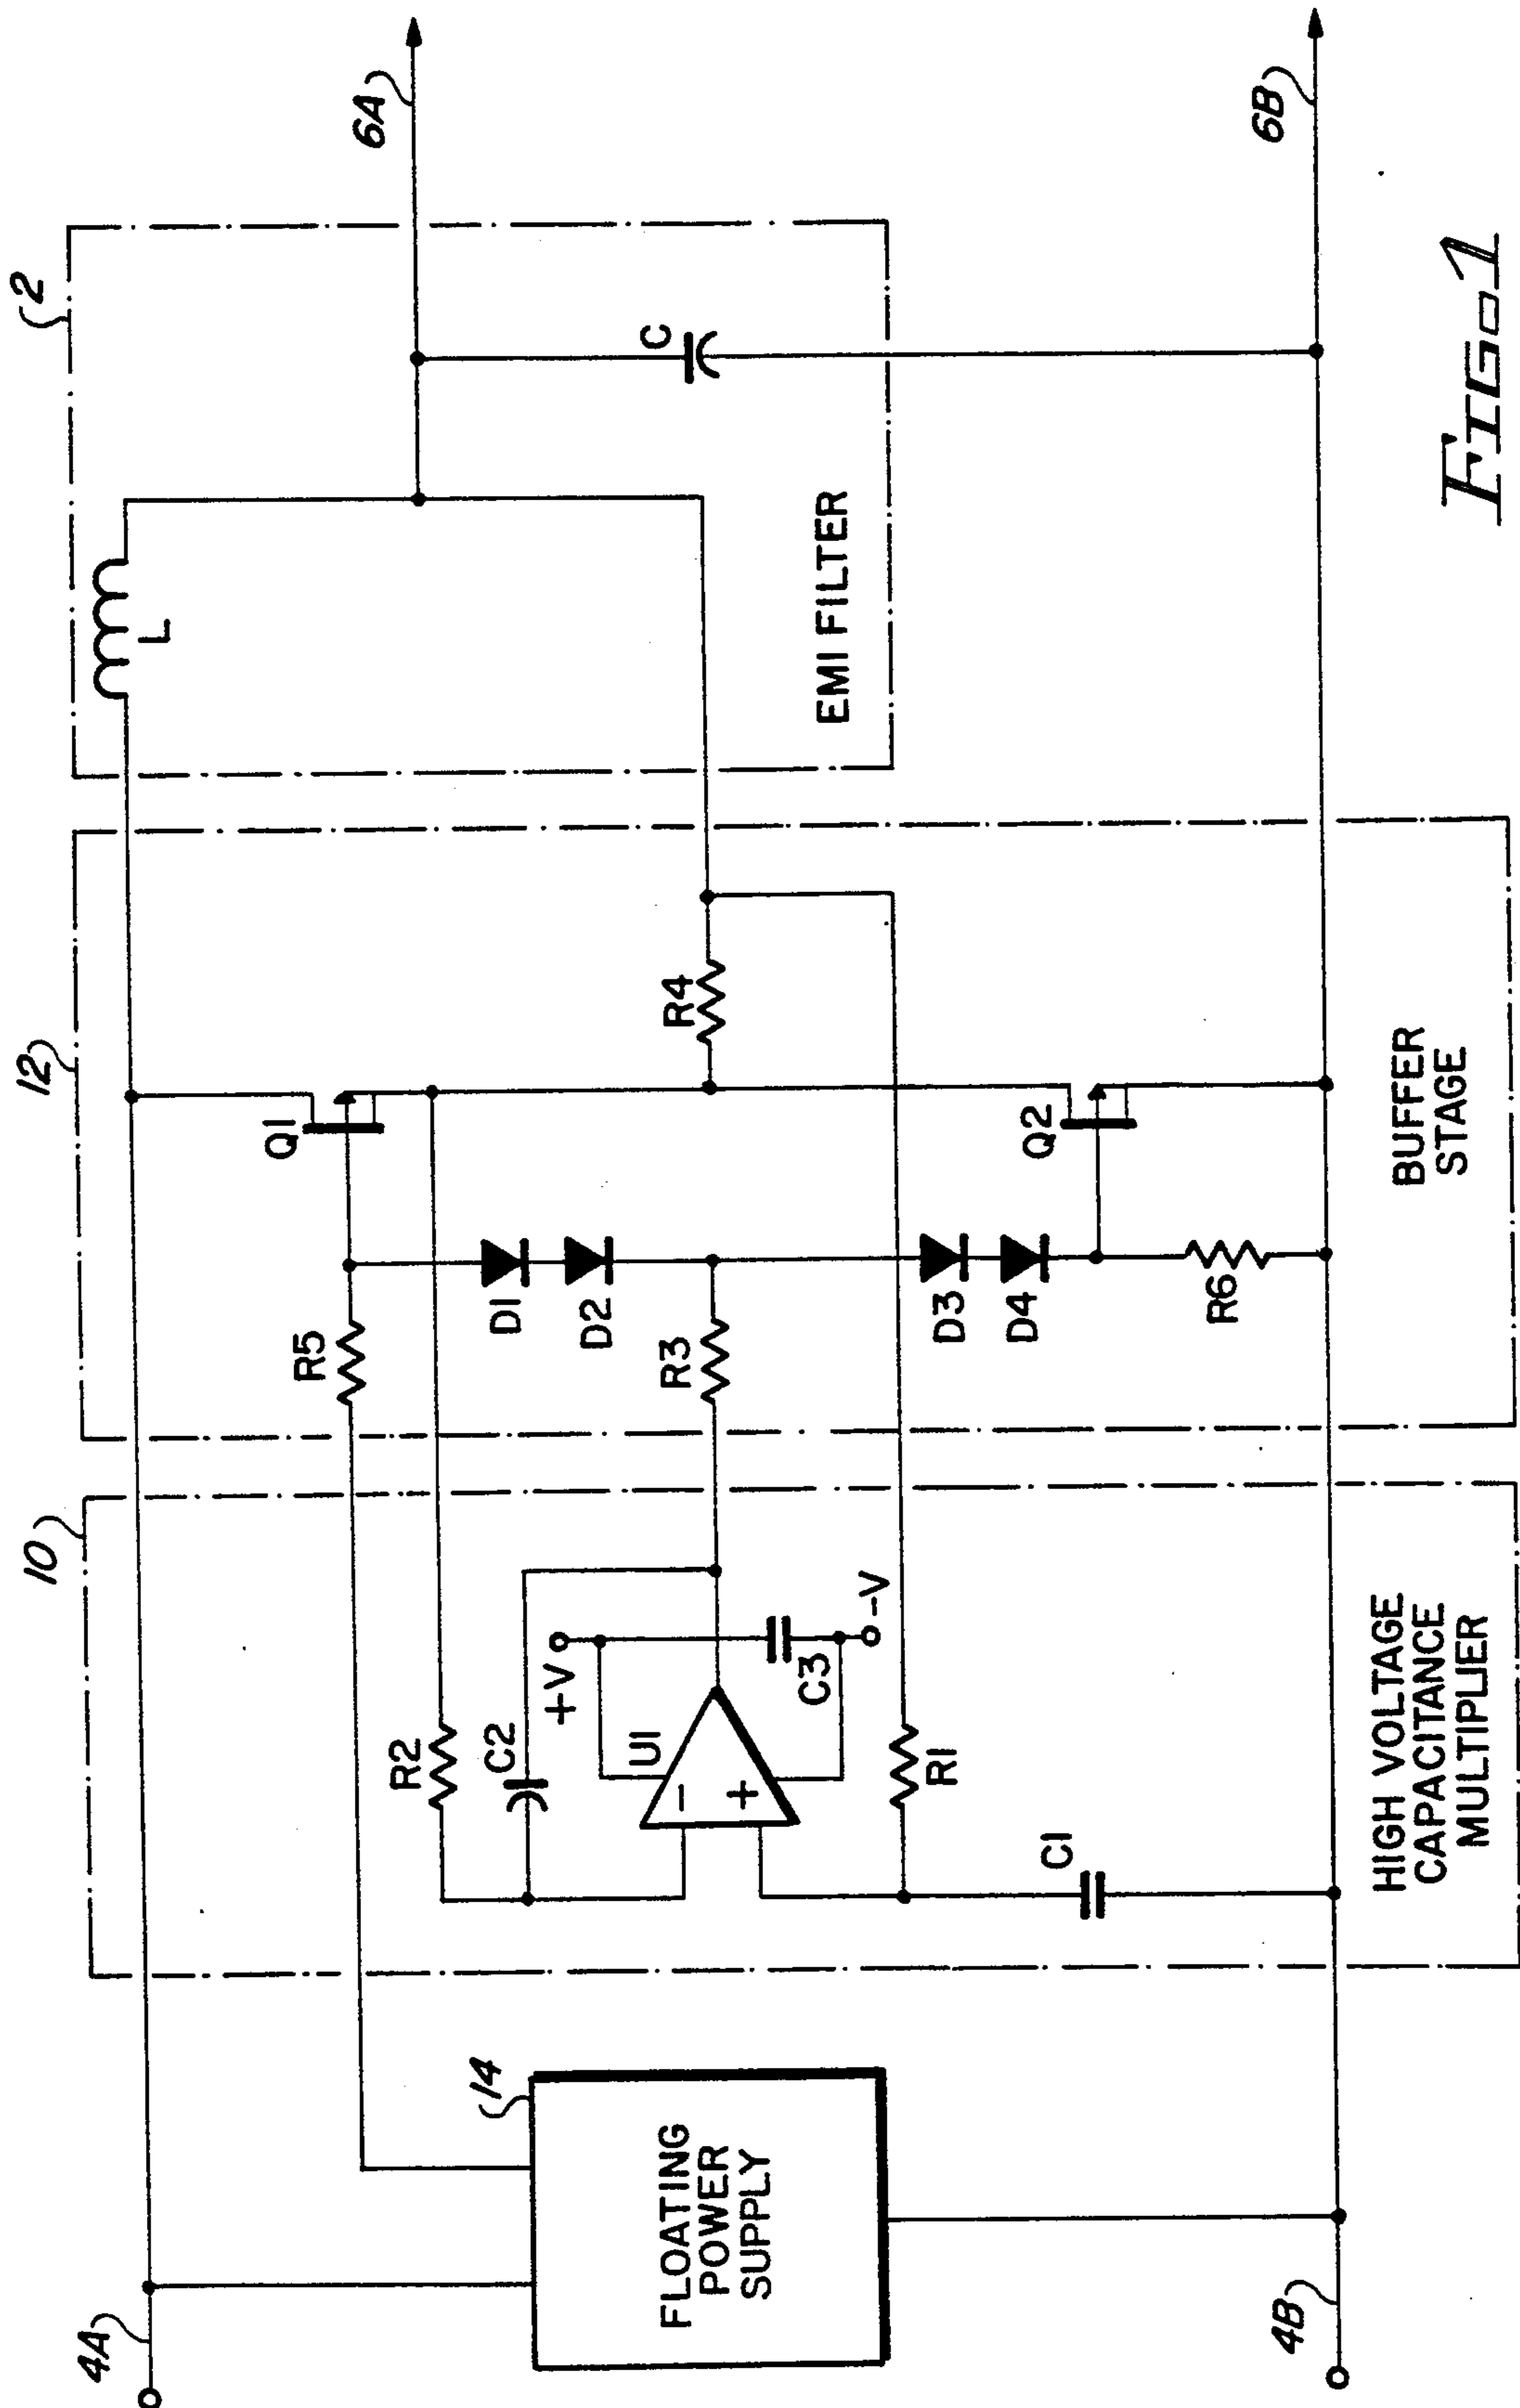 2
6A
6B
L
C
EMI FILTER
12
Q1
R4
Q2
R5
D1
D2
R3
D3
D4
R6
BUFFER
STAGE
10
R2
C2
U1
−
+
+V
-V
C3
R1
C1
HIGH VOLTAGE
CAPACITANCE
MULTIPLIER
14
FLOATING
POWER
SUPPLY
4A
4B
FIG. 1